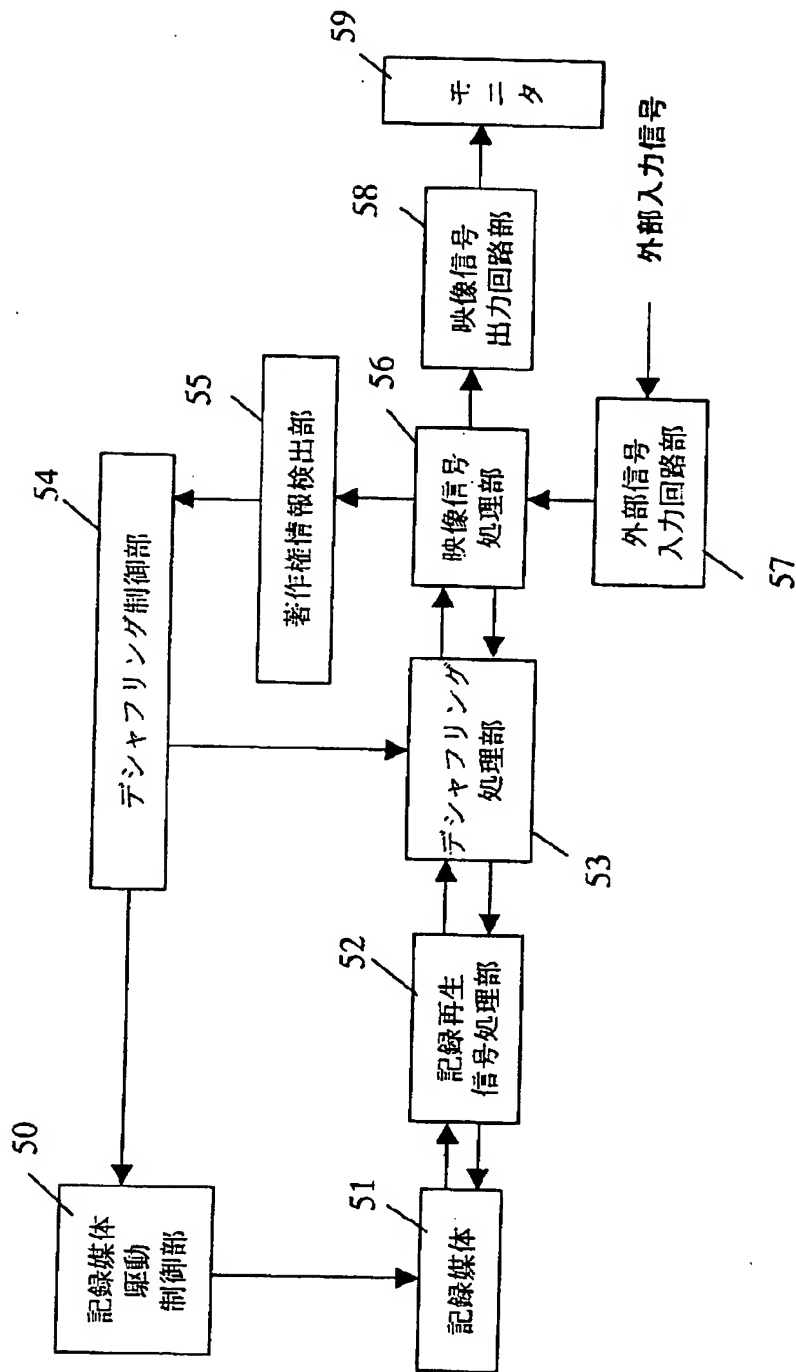 50
記録媒体
駆動
制御部
54
デシャフリング制御部
55
著作権情報検出部
51
記録媒体
52
記録再生
信号処理部
53
デシャフリング
処理部
56
映像信号
処理部
58
映像信号
出力回路部
59
モニタ
57
外部信号
入力回路部
外部入力信号